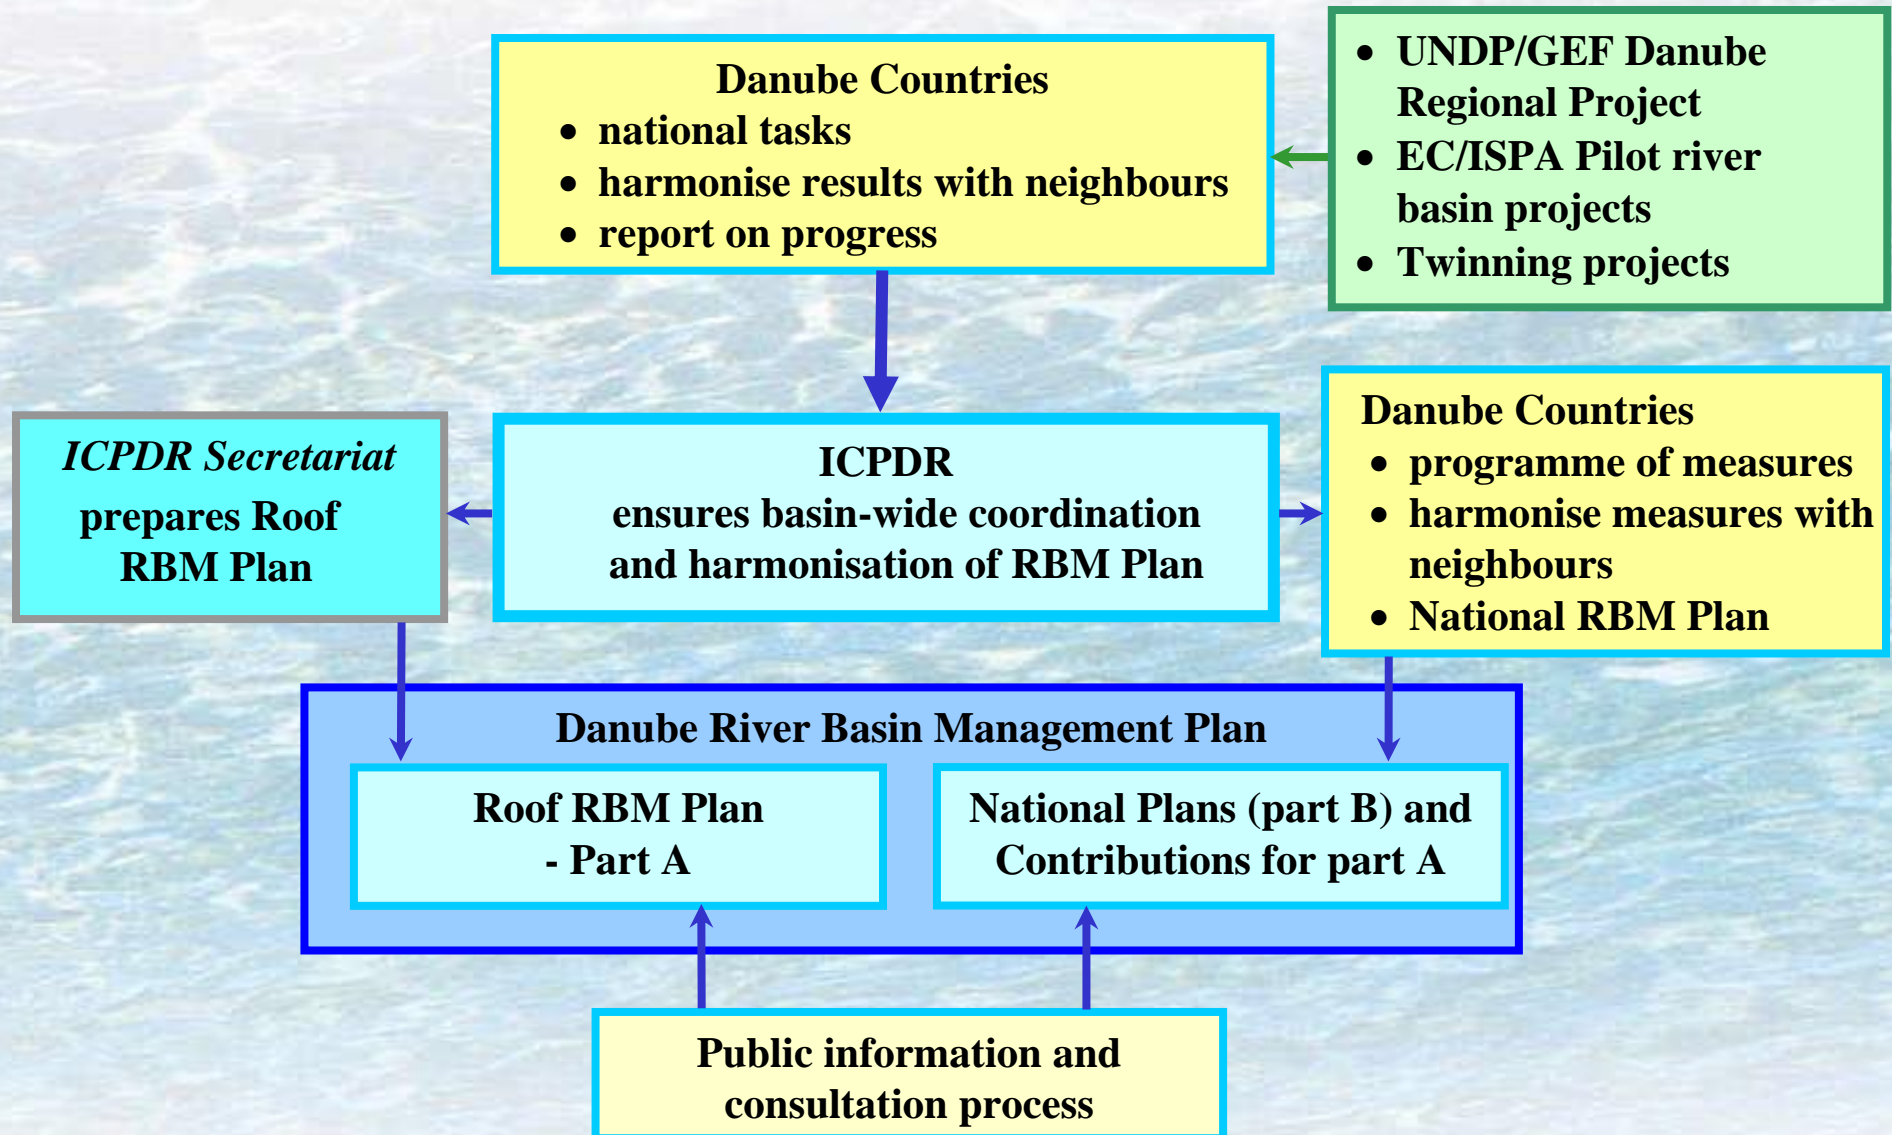 Danube Countries
• national tasks
• harmonise results with neighbours
• report on progress
• UNDP/GEF Danube
Regional Project
• EC/ISPA Pilot river
basin projects
• Twinning projects
ICPDR Secretariat
prepares Roof
RBM Plan
ICPDR
ensures basin-wide coordination
and harmonisation of RBM Plan
Danube Countries
• programme of measures
• harmonise measures with
neighbours
• National RBM Plan
Danube River Basin Management Plan
Roof RBM Plan
- Part A
National Plans (part B) and
Contributions for part A
Public information and
consultation process